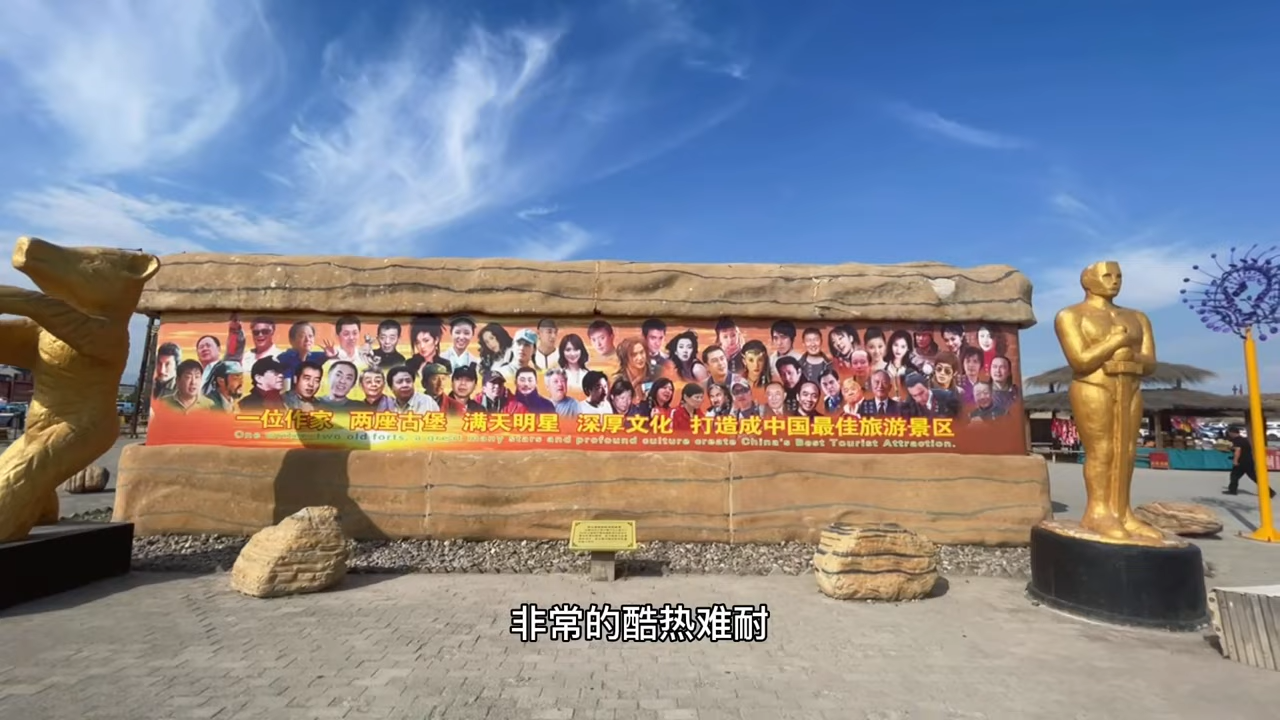 一位作家 两座古堡 满天明星 深厚文化 打造成中国最佳旅游景区
One writer, two old forts, a great many stars and profound culture create China's Best Tourist Attraction.
非常的酷热难耐